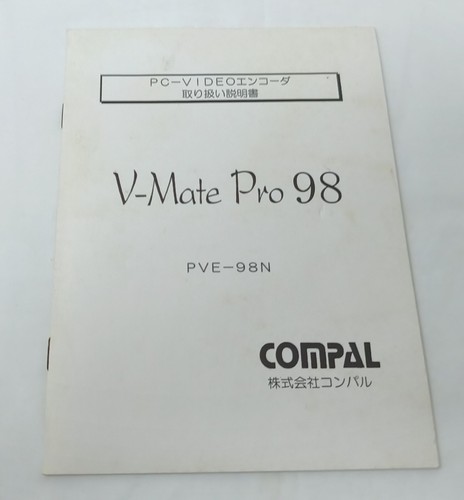 PC−VIDEOエンコーダ
取り扱い説明書
V-Mate Pro 98
PVE−98N
COMPAL
株式会社コンパル